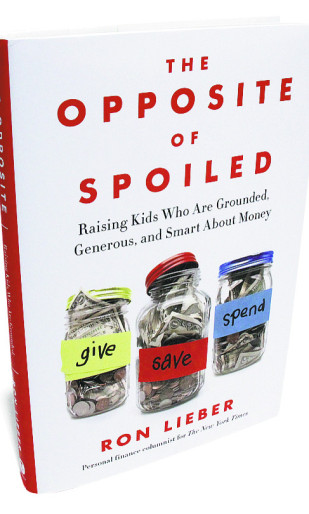 THE
OPPOSITE
OF
SPOILED
Raising Kids Who Are Grounded,
Generous, and Smart About Money
give
save
spend
RON LIEBER
Personal finance columnist for The New York Times
OPPOSITE